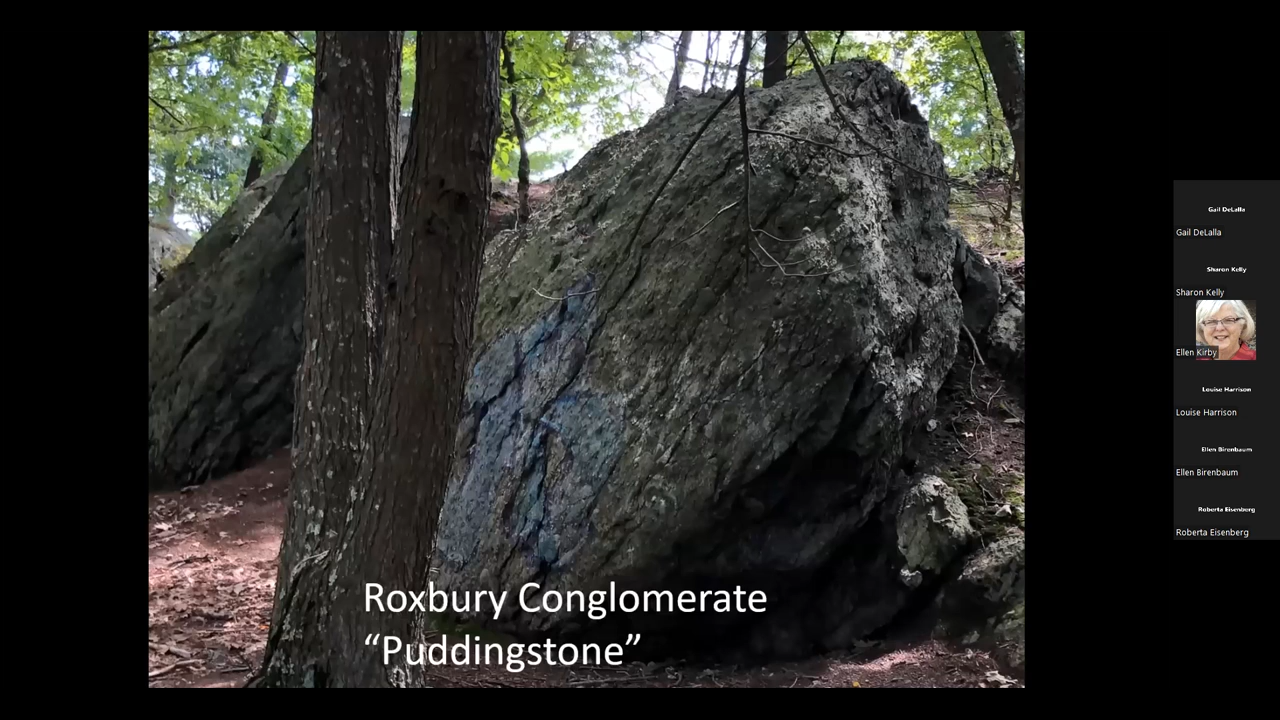 Roxbury Conglomerate
“Puddingstone”
Gail DeLalla
Gail DeLalla
Sharon Kelly
Sharon Kelly
Ellen Kirby
Louise Harrison
Louise Harrison
Ellen Birenbaum
Ellen Birenbaum
Roberta Eisenberg
Roberta Eisenberg